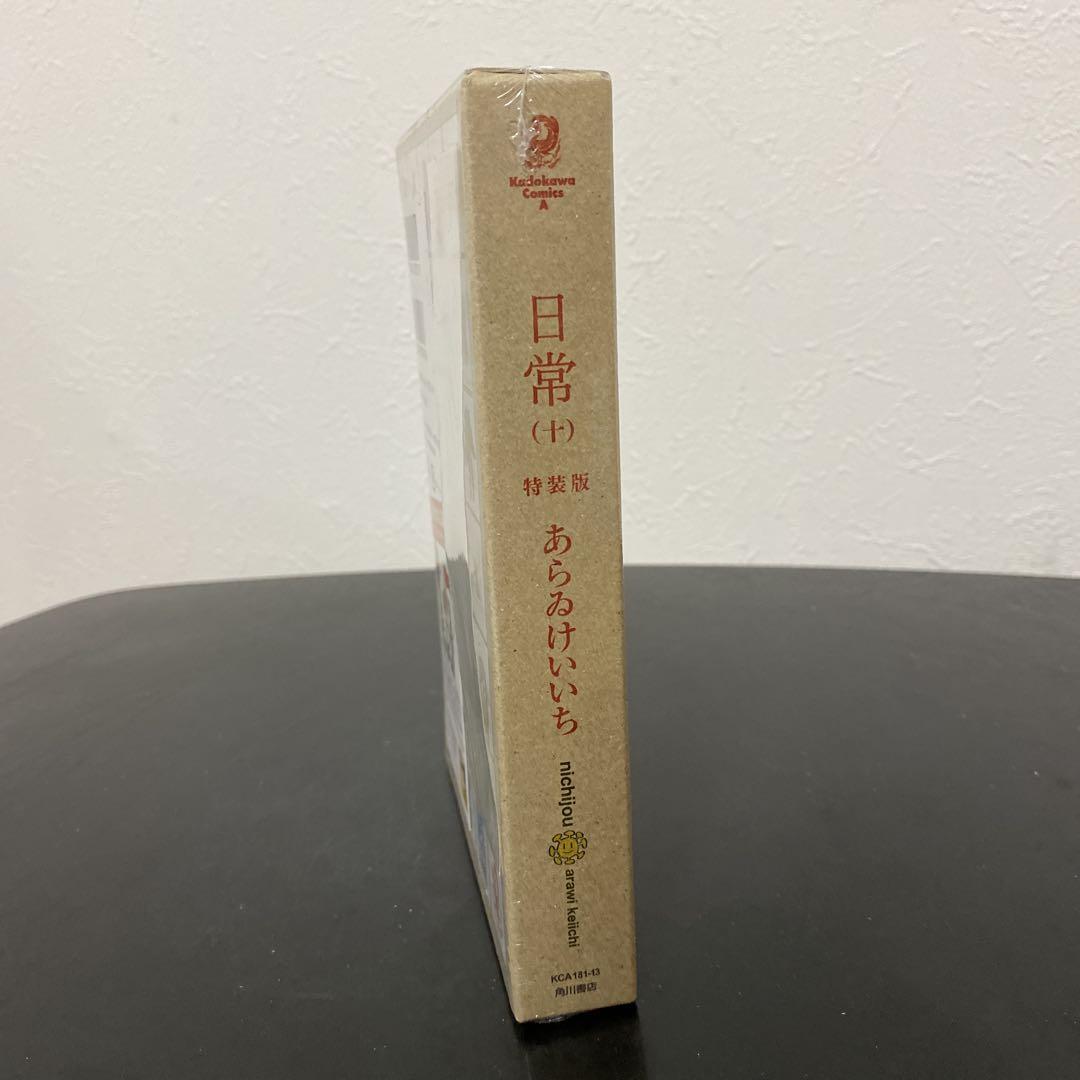 Kadokawa
Comics
A
日常
(十)
特装版
あらゐけいいち
nichijou
arawi keiichi
KCA181-13
角川書店